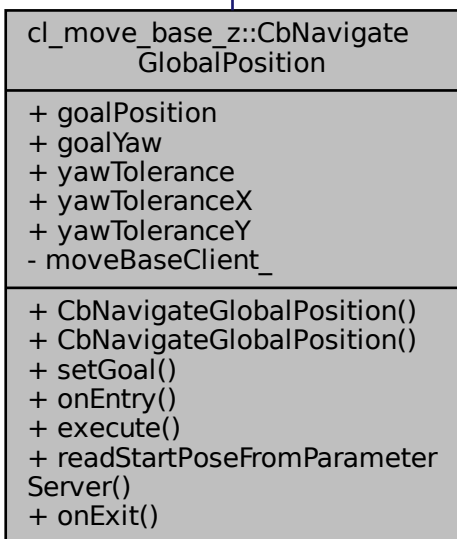 cl_move_base_z::CbNavigate
GlobalPosition
+ goalPosition
+ goalYaw
+ yawTolerance
+ yawToleranceX
+ yawToleranceY
- moveBaseClient_
+ CbNavigateGlobalPosition()
+ CbNavigateGlobalPosition()
+ setGoal()
+ onEntry()
+ execute()
+ readStartPoseFromParameter
Server()
+ onExit()